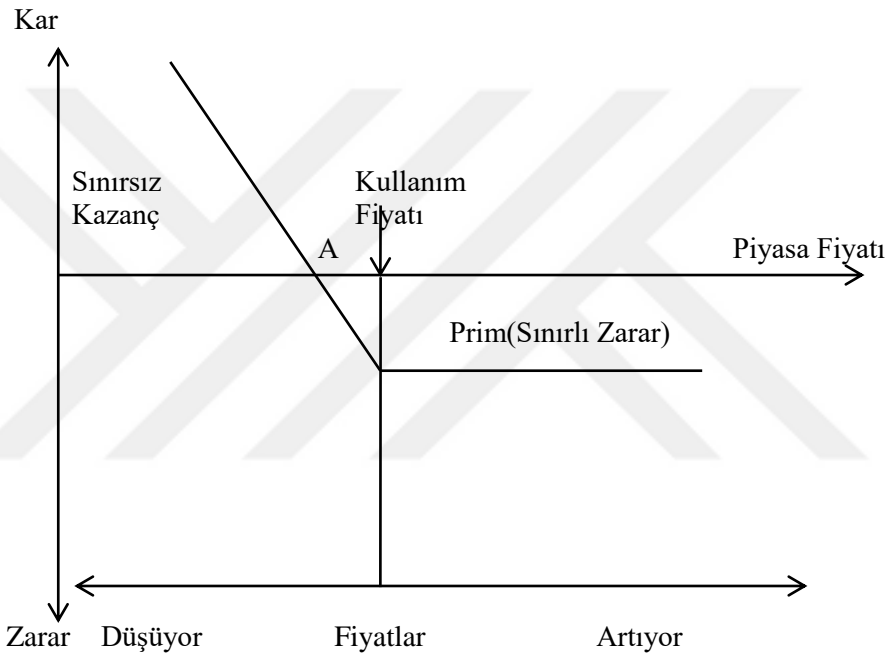 Kar
Sınırsız
Kazanç
Kullanım
Fiyatı
A
Piyasa Fiyatı
Prim(Sınırlı Zarar)
Zarar Düşüyor Fiyatlar Artıyor